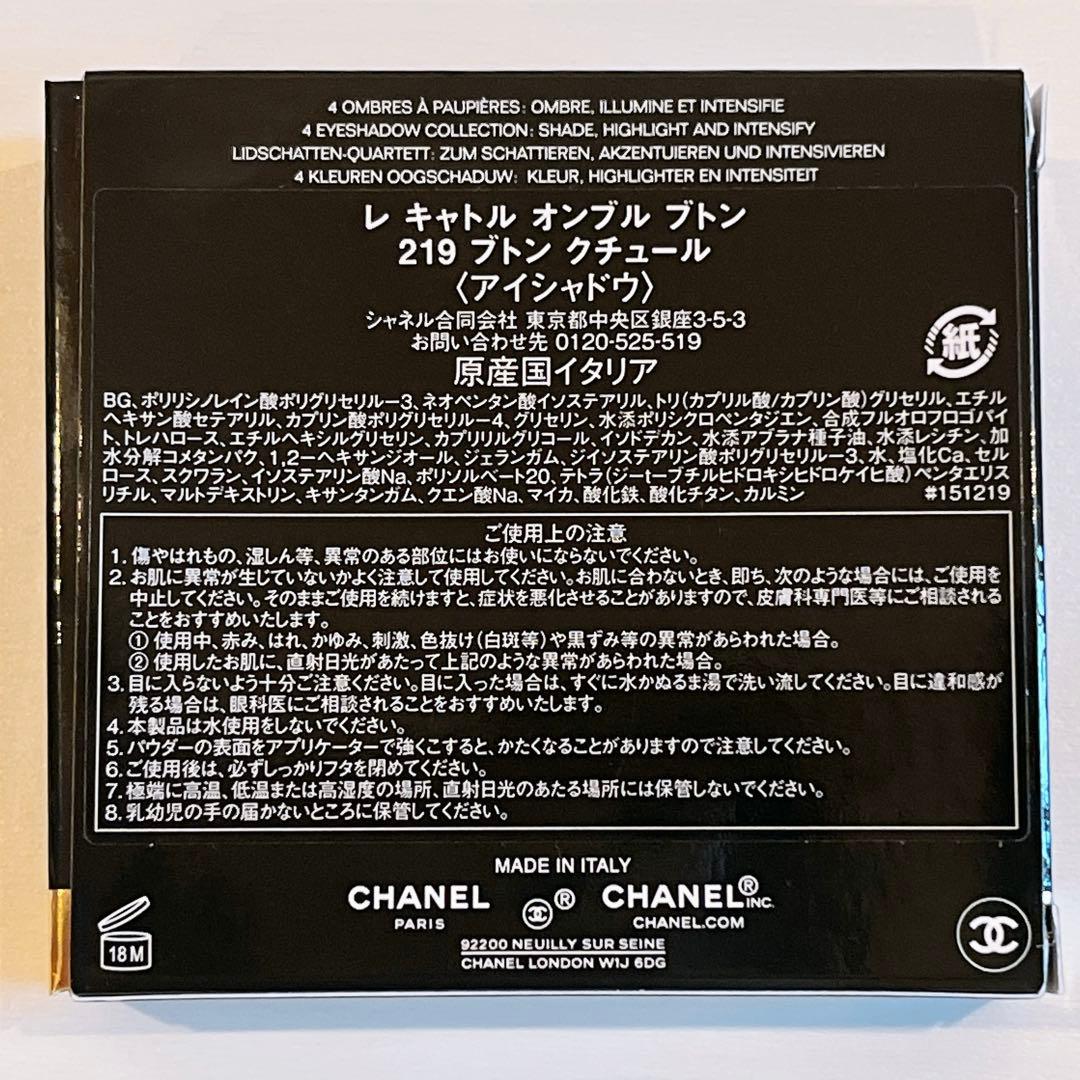 4 OMBRES À PAUPIÈRES: OMBRE, ILLUMINE ET INTENSIFIE
4 EYESHADOW COLLECTION: SHADE, HIGHLIGHT AND INTENSIFY
LIDSCHATTEN-QUARTETT: ZUM SCHATTIEREN, AKZENTUIEREN UND INTENSIVIEREN
4 KLEUREN OOGSCHADUW: KLEUR, HIGHLIGHTER EN INTENSITEIT
レ キャトル オンブル ブトン
219 ブトン クチュール
〈アイシャドウ〉
シャネル合同会社 東京都中央区銀座3-5-3
お問い合わせ先 0120-525-519
紙
原産国イタリア
BG、ポリリシノレイン酸ポリグリセリル−3、ネオペンタン酸イソステアリル、トリ(カプリル酸/カプリン酸)グリセリル、エチル
ヘキサン酸セテアリル、カプリン酸ポリグリセリル−4、グリセリン、水添ポリシクロペンタジエン、合成フルオロフロゴパイ
ト、トレハロース、エチルヘキシルグリセリン、カプリリルグリコール、イソドデカン、水添アブラナ種子油、水添レシチン、加
水分解コメタンパク、1,2−ヘキサンジオール、ジェランガム、ジイソステアリン酸ポリグリセリル−3、水、塩化Ca、セル
ロース、スクワラン、イソステアリン酸Na、ポリソルベート20、テトラ(ジ−t−ブチルヒドロキシヒドロケイヒ酸)ペンタエリス
リチル、マルトデキストリン、キサンタンガム、クエン酸Na、マイカ、酸化鉄、酸化チタン、カルミン #151219
ご使用上の注意
1. 傷やはれもの、湿しん等、異常のある部位にはお使いにならないでください。
2. お肌に異常が生じていないかよく注意して使用してください。お肌に合わないとき、即ち、次のような場合には、ご使用を
中止してください。そのままご使用を続けますと、症状を悪化させることがありますので、皮膚科専門医等にご相談される
ことをおすすめいたします。
① 使用中、赤み、はれ、かゆみ、刺激、色抜け(白斑等)や黒ずみ等の異常があらわれた場合。
② 使用したお肌に、直射日光があたって上記のような異常があらわれた場合。
3. 目に入らないよう十分ご注意ください。目に入った場合は、すぐに水かぬるま湯で洗い流してください。目に違和感が
残る場合は、眼科医にご相談されることをおすすめいたします。
4. 本製品は水使用をしないでください。
5. パウダーの表面をアプリケーターで強くこすると、かたくなることがありますので注意してください。
6. ご使用後は、必ずしっかりフタを閉めてください。
7. 極端に高温、低温または高湿度の場所、直射日光のあたる場所には保管しないでください。
8. 乳幼児の手の届かないところに保管してください。
MADE IN ITALY
CHANEL ® CHANEL® INC.
PARIS CHANEL.COM
92200 NEUILLY SUR SEINE
CHANEL LONDON W1J 6DG
18 M